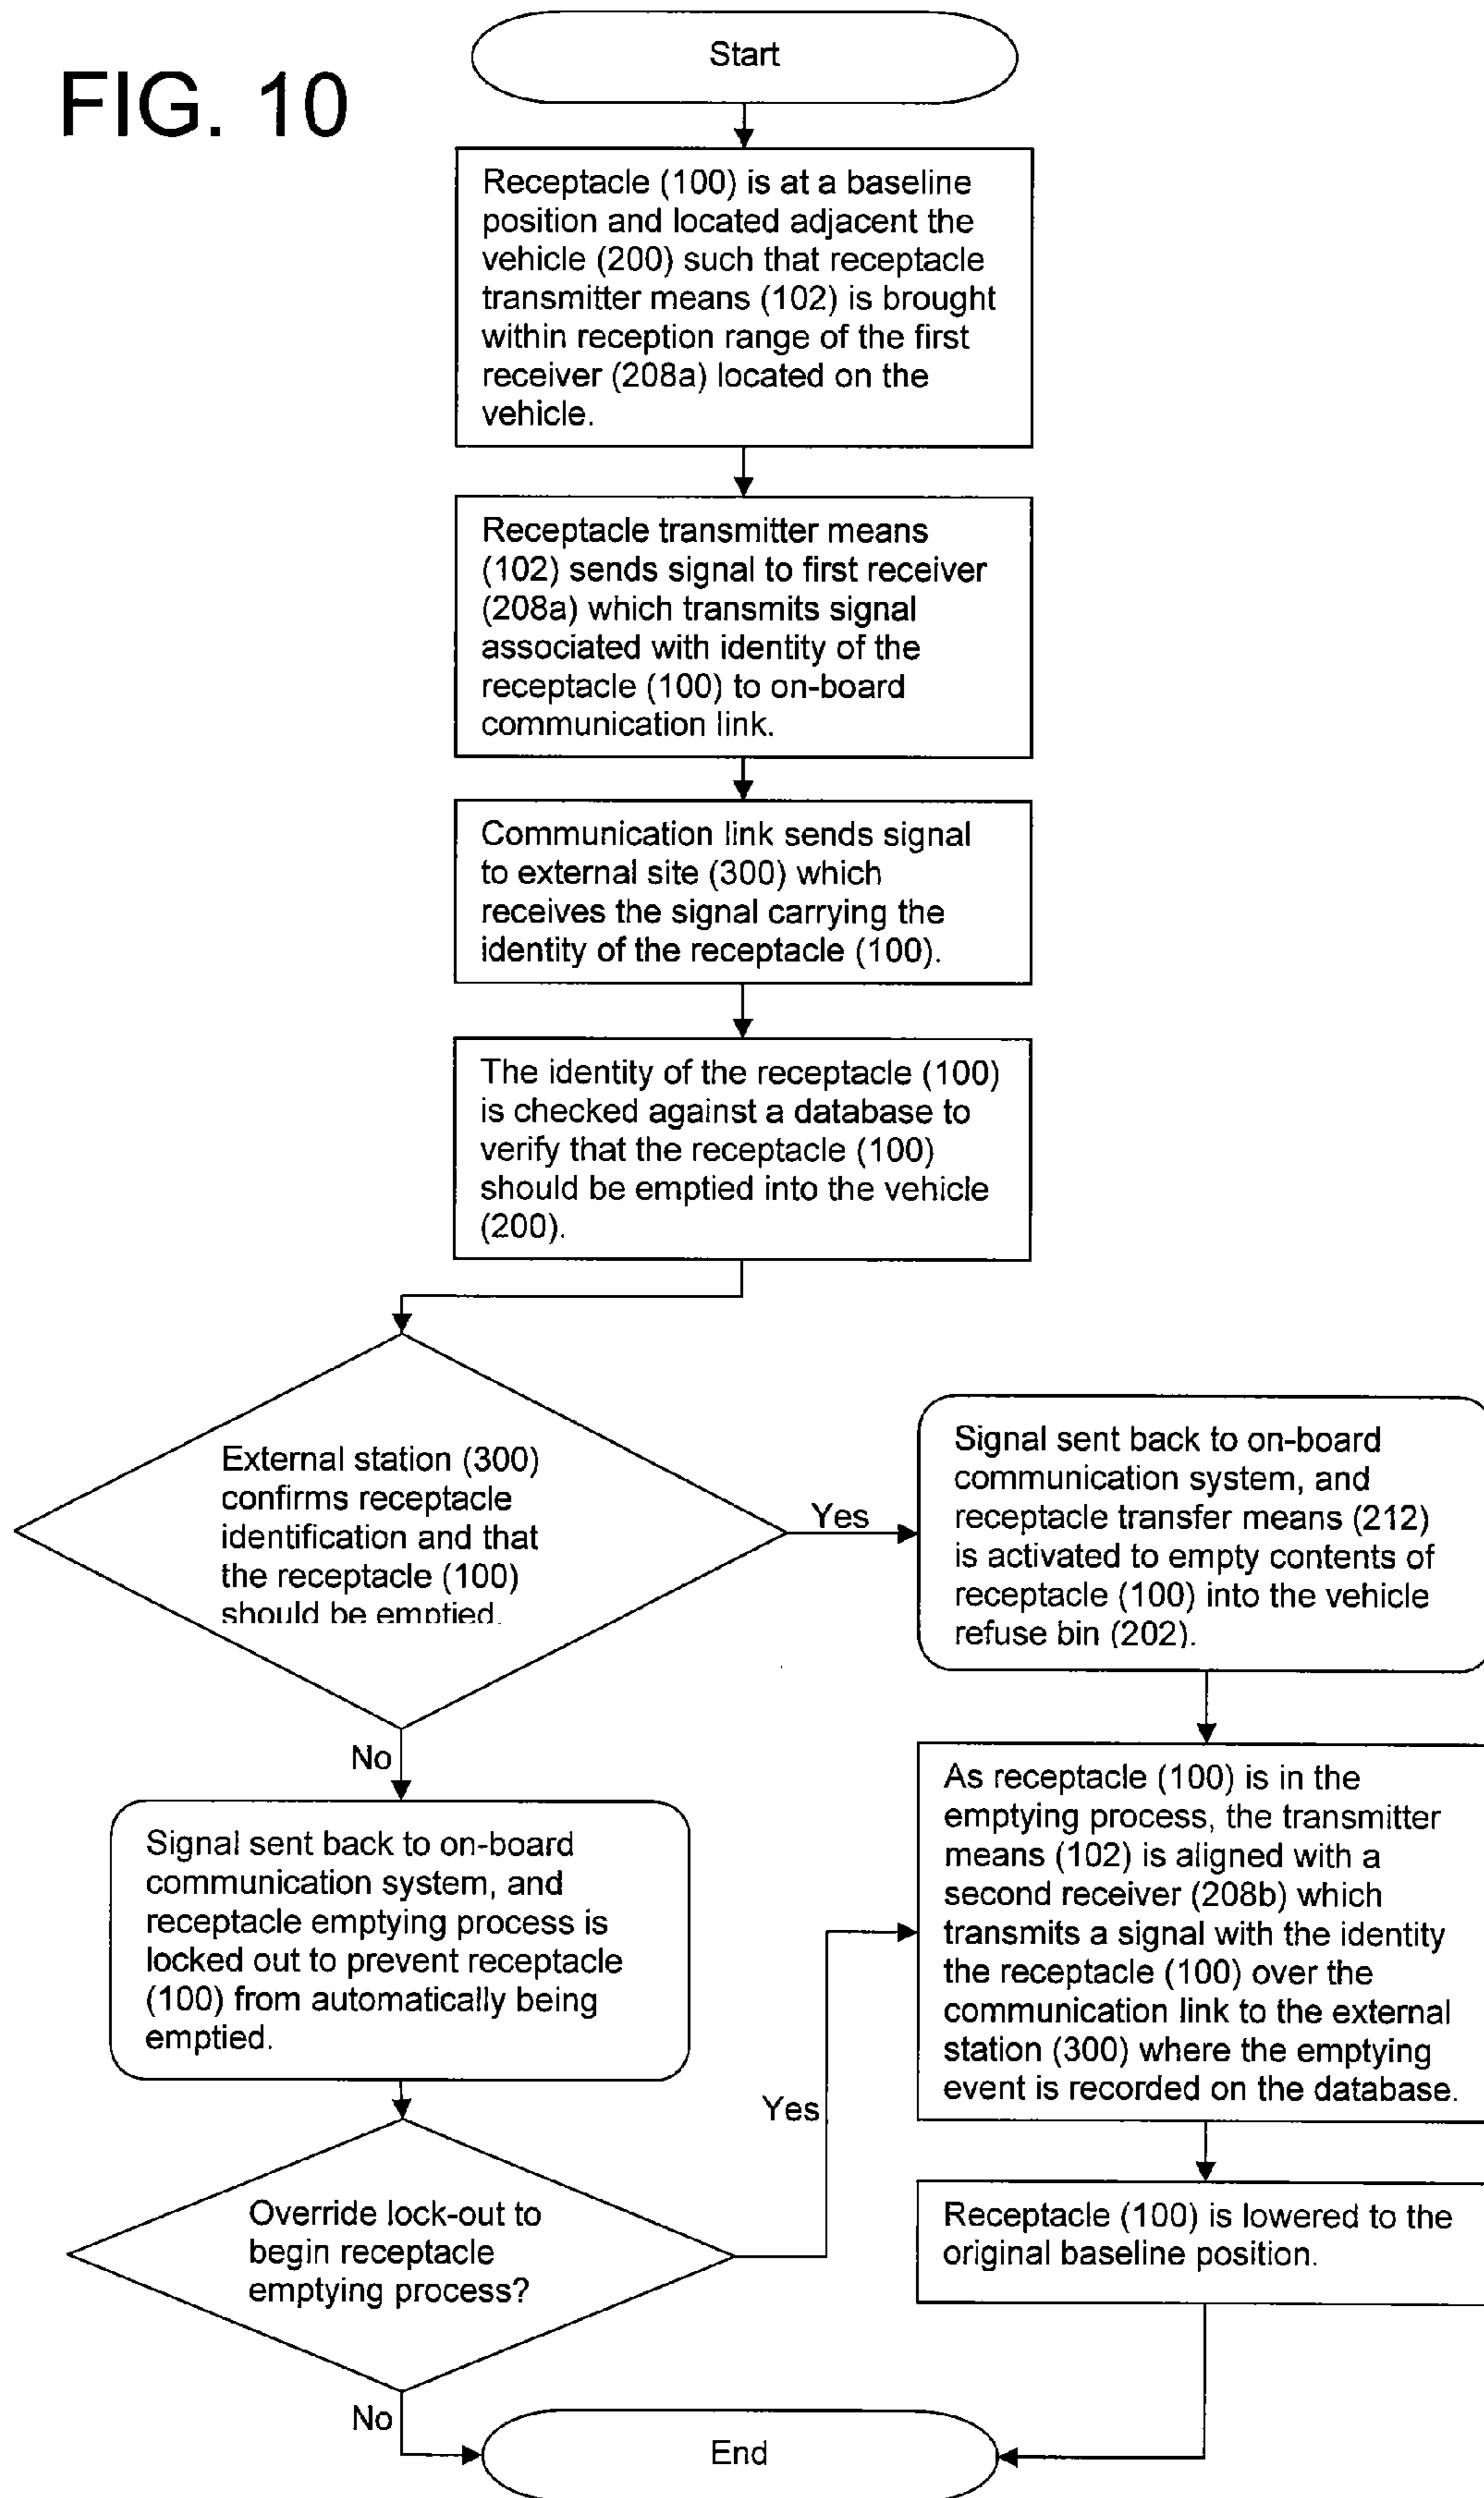 FIG. 10
Start
Receptacle (100) is at a baseline
position and located adjacent the
vehicle (200) such that receptacle
transmitter means (102) is brought
within reception range of the first
receiver (208a) located on the
vehicle.
Receptacle transmitter means
(102) sends signal to first receiver
(208a) which transmits signal
associated with identity of the
receptacle (100) to on-board
communication link.
Communication link sends signal
to external site (300) which
receives the signal carrying the
identity of the receptacle (100).
The identity of the receptacle (100)
is checked against a database to
verify that the receptacle (100)
should be emptied into the vehicle
(200).
External station (300)
confirms receptacle
identification and that
the receptacle (100)
should be emptied.
Yes
Signal sent back to on-board
communication system, and
receptacle transfer means (212)
is activated to empty contents of
receptacle (100) into the vehicle
refuse bin (202).
No
Signal sent back to on-board
communication system, and
receptacle emptying process is
locked out to prevent receptacle
(100) from automatically being
emptied.
As receptacle (100) is in the
emptying process, the transmitter
means (102) is aligned with a
second receiver (208b) which
transmits a signal with the identity
the receptacle (100) over the
communication link to the external
station (300) where the emptying
event is recorded on the database.
Yes
Override lock-out to
begin receptacle
emptying process?
Receptacle (100) is lowered to the
original baseline position.
No
End